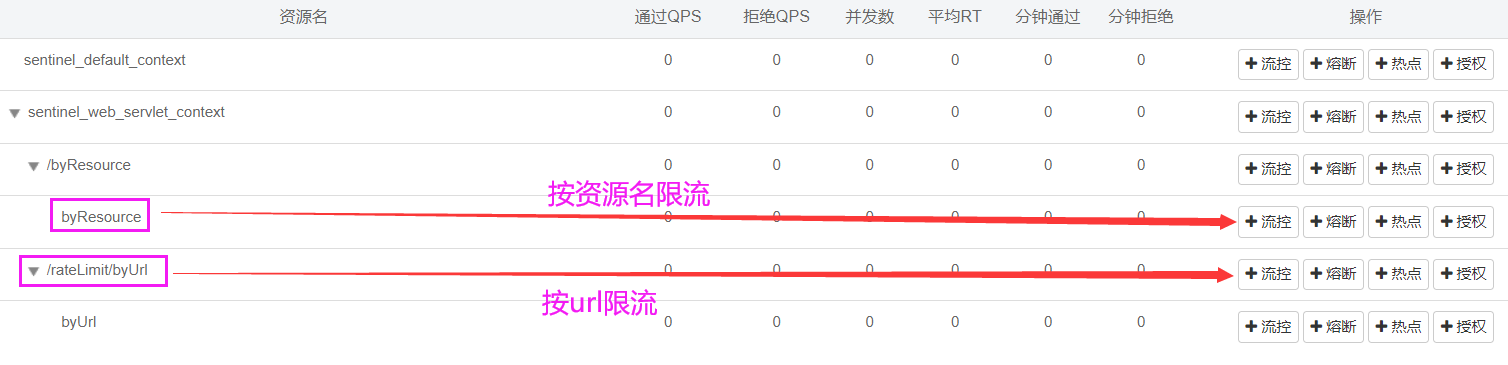 资源名 通过QPS 拒绝QPS 并发数 平均RT 分钟通过 分钟拒绝 操作
sentinel_default_context 0 0 0 0 0 0 + 流控 + 熔断 + 热点 + 授权
sentinel_web_servlet_context 0 0 0 0 0 0 + 流控 + 熔断 + 热点 + 授权
/byResource 0 0 0 0 0 0 + 流控 + 熔断 + 热点 + 授权
按资源名限流
byResource 0 0 0 0 0 0 + 流控 + 熔断 + 热点 + 授权
/rateLimit/byUrl 0 0 0 0 0 0 + 流控 + 熔断 + 热点 + 授权
按url限流
byUrl 0 0 0 0 0 0 + 流控 + 熔断 + 热点 + 授权